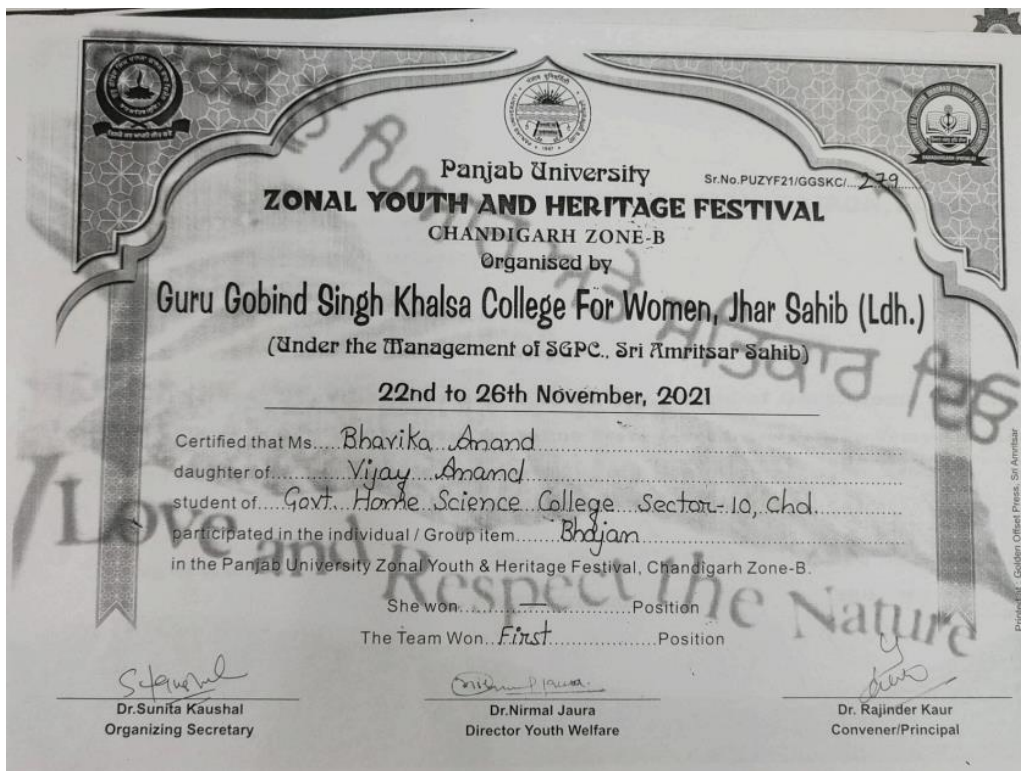 Panjab University
Sr.No.PUZYF21/GGSKC/...279......
ZONAL YOUTH AND HERITAGE FESTIVAL
CHANDIGARH ZONE-B
Organised by
Guru Gobind Singh Khalsa College For Women, Jhar Sahib (Ldh.)
(Under the Management of SGPC., Sri Amritsar Sahib)
22nd to 26th November, 2021
Certified that Ms.....Bhavika Anand
daughter of............Vijay Anand
student of.....Govt. Home Science College Sector-10, Chd.
participated in the individual / Group item........Bhajan
in the Panjab University Zonal Youth & Heritage Festival, Chandigarh Zone-B.
She won..........—............Position
The Team Won...First...............Position
ਸਤਿਕਾਰ ਦਿਓ
Love and Respect the Nature
Dr.Sunita Kaushal
Organizing Secretary
Dr.Nirmal Jaura
Director Youth Welfare
Dr. Rajinder Kaur
Convener/Principal
Printed at : Golden Offset Press, Sri Amritsar